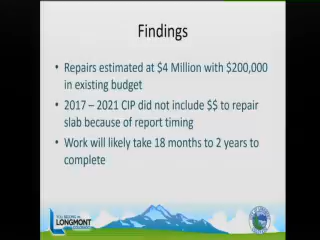 Findings
• Repairs estimated at $4 Million with $200,000
in existing budget
• 2017 – 2021 CIP did not include $$ to repair
slab because of report timing
• Work will likely take 18 months to 2 years to
complete
LONGMONT